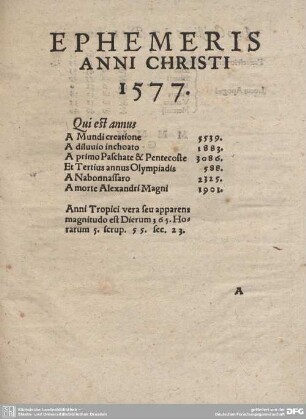 EPHEMERIS
ANNI CHRISTI
1577.
Qui est annus
A Mundi creatione 5539.
A diluuio inchoato 1883.
A primo Paschate & Pentecoste 3086.
Et Tertius annus Olympiadis 588.
A Nabonnassaro 2325.
A morte Alexandri Magni 1901.
Anni Tropici vera seu apparens
magnitudo est Dierum 365. Ho=
rarum 5. scrup. 55. sec. 23.
A